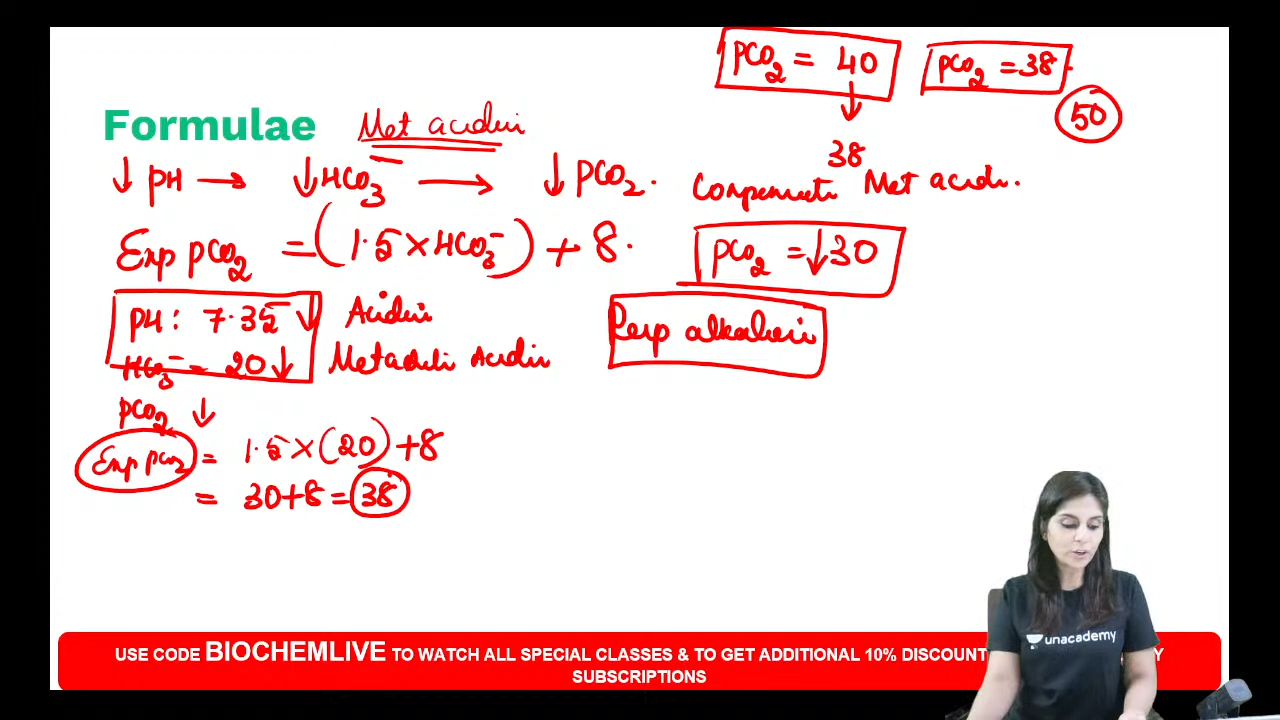 pCO₂ = 40
pCO₂ = 38
50
38
Formulae Met acidosis
↓ pH → ↓ HCO₃⁻ → ↓ pCO₂.
Compensated Met acidosis.
Exp pCO₂ = (1.5 × HCO₃⁻) + 8.
pCO₂ = ↓ 30
pH : 7.35 ↓ Acidosis
Resp alkalosis
HCO₃⁻ = 20 ↓ Metabolic Acidosis
pCO₂ ↓
Exp pCO₂ = 1.5 × (20) + 8
= 30 + 8 = 38
unacademy
USE CODE BIOCHEMLIVE TO WATCH ALL SPECIAL CLASSES & TO GET ADDITIONAL 10% DISCOUNT
SUBSCRIPTIONS